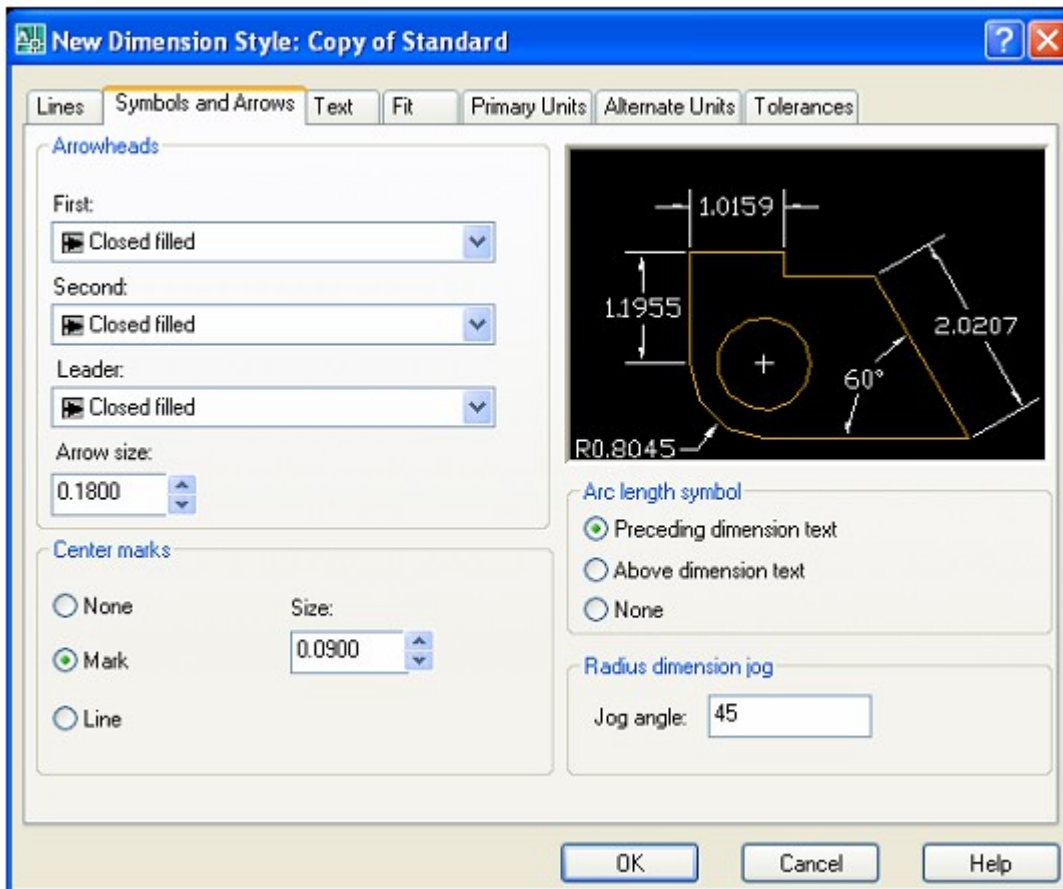 New Dimension Style: Copy of Standard
Lines Symbols and Arrows Text Fit Primary Units Alternate Units Tolerances
Arrowheads
First:
Closed filled
Second:
Closed filled
Leader:
Closed filled
Arrow size:
0.1800
Center marks
None
Mark
Line
Size:
0.0900
1.0159
1.1955
2.0207
60°
R0.8045
Arc length symbol
Preceding dimension text
Above dimension text
None
Radius dimension jog
Jog angle: 45
OK Cancel Help